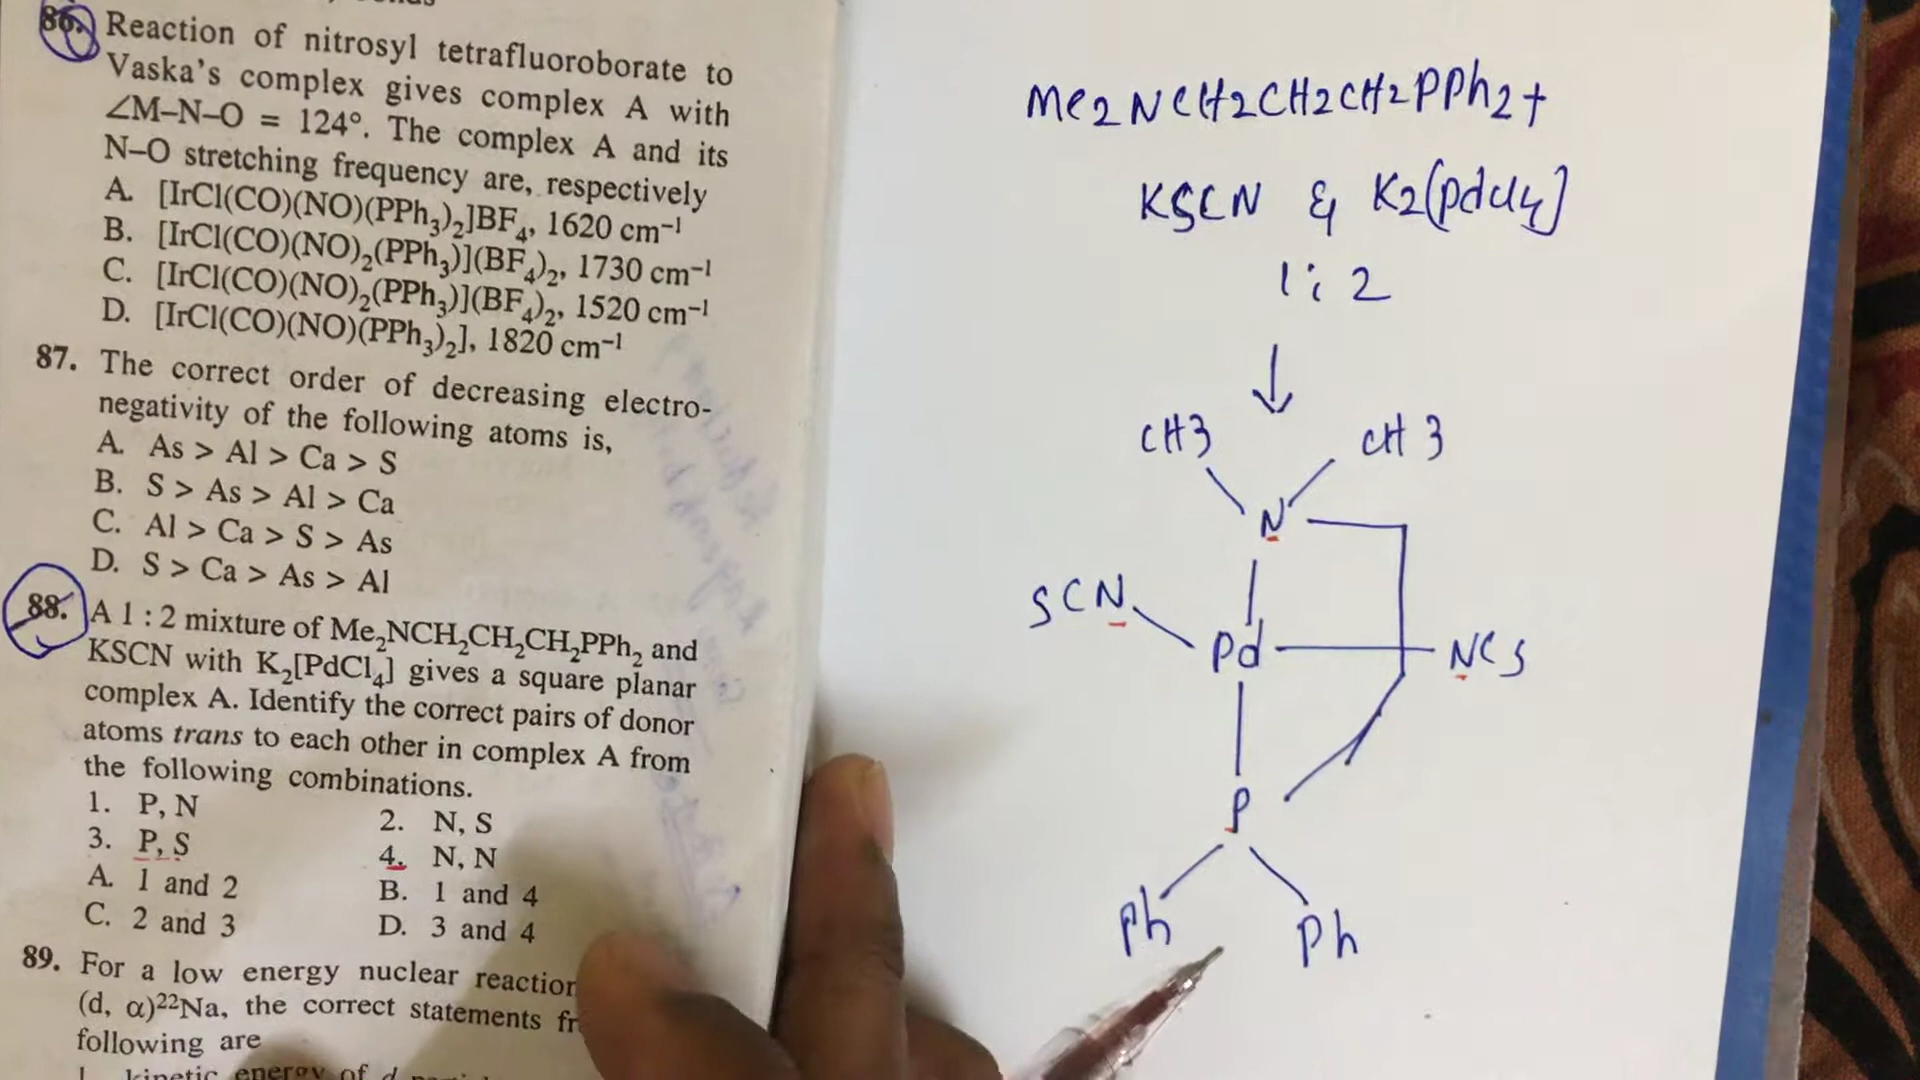 86. Reaction of nitrosyl tetrafluoroborate to
Vaska's complex gives complex A with
∠M–N–O = 124°. The complex A and its
N–O stretching frequency are, respectively
A. [IrCl(CO)(NO)(PPh₃)₂]BF₄, 1620 cm⁻¹
B. [IrCl(CO)(NO)₂(PPh₃)](BF₄)₂, 1730 cm⁻¹
C. [IrCl(CO)(NO)₂(PPh₃)](BF₄)₂, 1520 cm⁻¹
D. [IrCl(CO)(NO)(PPh₃)₂], 1820 cm⁻¹
87. The correct order of decreasing electro-
negativity of the following atoms is,
A. As > Al > Ca > S
B. S > As > Al > Ca
C. Al > Ca > S > As
D. S > Ca > As > Al
88. A 1 : 2 mixture of Me₂NCH₂CH₂CH₂PPh₂ and
KSCN with K₂[PdCl₄] gives a square planar
complex A. Identify the correct pairs of donor
atoms trans to each other in complex A from
the following combinations.
1. P, N 2. N, S
3. P, S 4. N, N
A. 1 and 2 B. 1 and 4
C. 2 and 3 D. 3 and 4
89. For a low energy nuclear reaction
(d, α)²²Na, the correct statements
following are
1. kinetic energy of d
Me2NCH2CH2CH2PPh2+
KSCN & K2[PdCl4]
1:2
↓
CH3 CH3
N
SCN Pd NCS
P
Ph Ph